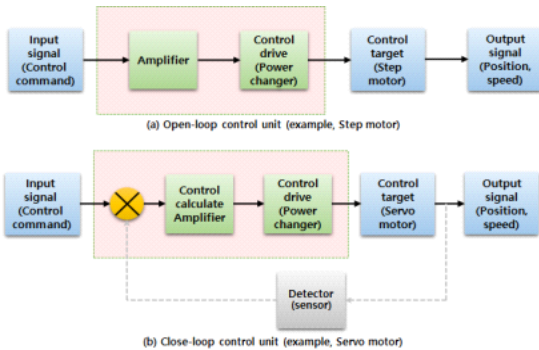 Input
signal
(Control
command)
Amplifier
Control
drive
(Power
changer)
Control
target
(Step
motor)
Output
signal
(Position,
speed)
(a) Open-loop control unit (example, Step motor)
Input
signal
(Control
command)
Control
calculate
Amplifier
Control
drive
(Power
changer)
Control
target
(Servo
motor)
Output
signal
(Position,
speed)
Detector
(sensor)
(b) Close-loop control unit (example, Servo motor)